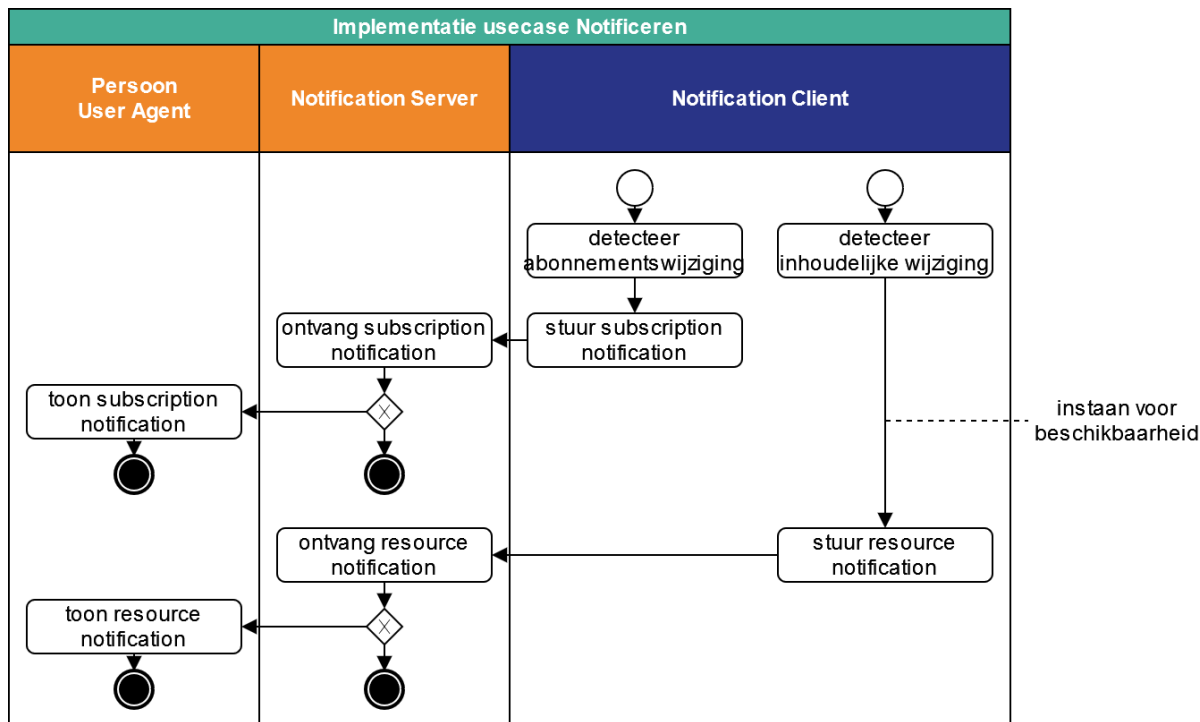 Implementatie usecase Notificeren
Persoon
User Agent
Notification Server
Notification Client
detecteer
abonnementswijziging
detecteer
inhoudelijke wijziging
ontvang subscription
notification
stuur subscription
notification
toon subscription
notification
X
instaan voor
beschikbaarheid
ontvang resource
notification
stuur resource
notification
toon resource
notification
X